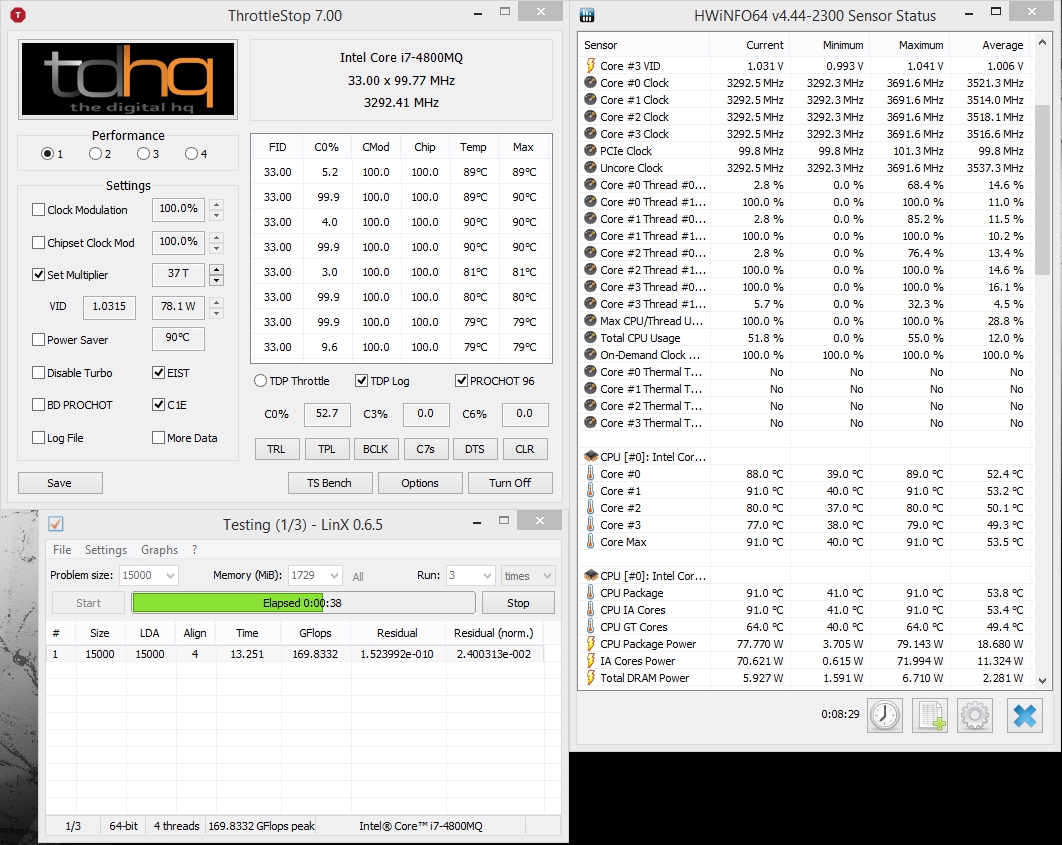 ThrottleStop 7.00
tdhq
the digital hq
Intel Core i7-4800MQ
33.00 x 99.77 MHz
3292.41 MHz
Performance
1 2 3 4
Settings
Clock Modulation 100.0%
Chipset Clock Mod 100.0%
Set Multiplier 37 T
VID 1.0315 78.1 W
Power Saver 90°C
Disable Turbo EIST
BD PROCHOT C1E
Log File More Data
FID C0% CMod Chip Temp Max
33.00 5.2 100.0 100.0 89°C 89°C
33.00 99.9 100.0 100.0 89°C 90°C
33.00 4.0 100.0 100.0 90°C 90°C
33.00 99.9 100.0 100.0 90°C 90°C
33.00 3.0 100.0 100.0 81°C 81°C
33.00 99.9 100.0 100.0 80°C 80°C
33.00 99.9 100.0 100.0 79°C 79°C
33.00 9.6 100.0 100.0 79°C 79°C
TDP Throttle TDP Log PROCHOT 96
C0% 52.7 C3% 0.0 C6% 0.0
TRL TPL BCLK C7s DTS CLR
Save TS Bench Options Turn Off
Testing (1/3) - LinX 0.6.5
File Settings Graphs ?
Problem size: 15000 Memory (MiB): 1729 All Run: 3 times
Start Elapsed 0:00:38 Stop
# Size LDA Align Time GFlops Residual Residual (norm.)
1 15000 15000 4 13.251 169.8332 1.523992e-010 2.400313e-002
1/3 64-bit 4 threads 169.8332 GFlops peak Intel® Core™ i7-4800MQ
HWiNFO64 v4.44-2300 Sensor Status
Sensor Current Minimum Maximum Average
Core #3 VID 1.031 V 0.993 V 1.041 V 1.006 V
Core #0 Clock 3292.5 MHz 3292.3 MHz 3691.6 MHz 3521.3 MHz
Core #1 Clock 3292.5 MHz 3292.3 MHz 3691.6 MHz 3514.0 MHz
Core #2 Clock 3292.5 MHz 3292.3 MHz 3691.6 MHz 3518.1 MHz
Core #3 Clock 3292.5 MHz 3292.3 MHz 3691.6 MHz 3516.6 MHz
PCIe Clock 99.8 MHz 99.8 MHz 101.3 MHz 99.8 MHz
Uncore Clock 3292.5 MHz 3292.3 MHz 3691.6 MHz 3537.3 MHz
Core #0 Thread #0... 2.8 % 0.0 % 68.4 % 14.6 %
Core #0 Thread #1... 100.0 % 0.0 % 100.0 % 11.0 %
Core #1 Thread #0... 2.8 % 0.0 % 85.2 % 11.5 %
Core #1 Thread #1... 100.0 % 0.0 % 100.0 % 10.2 %
Core #2 Thread #0... 2.8 % 0.0 % 76.4 % 13.4 %
Core #2 Thread #1... 100.0 % 0.0 % 100.0 % 14.6 %
Core #3 Thread #0... 100.0 % 0.0 % 100.0 % 16.1 %
Core #3 Thread #1... 5.7 % 0.0 % 32.3 % 4.5 %
Max CPU/Thread U... 100.0 % 0.0 % 100.0 % 28.8 %
Total CPU Usage 51.8 % 0.0 % 55.0 % 12.0 %
On-Demand Clock ... 100.0 % 100.0 % 100.0 % 100.0 %
Core #0 Thermal T... No No No No
Core #1 Thermal T... No No No No
Core #2 Thermal T... No No No No
Core #3 Thermal T... No No No No
CPU [#0]: Intel Cor...
Core #0 88.0 °C 39.0 °C 89.0 °C 52.4 °C
Core #1 91.0 °C 40.0 °C 91.0 °C 53.2 °C
Core #2 80.0 °C 37.0 °C 80.0 °C 50.1 °C
Core #3 77.0 °C 38.0 °C 79.0 °C 49.3 °C
Core Max 91.0 °C 40.0 °C 91.0 °C 53.5 °C
CPU [#0]: Intel Cor...
CPU Package 91.0 °C 41.0 °C 91.0 °C 53.8 °C
CPU IA Cores 91.0 °C 41.0 °C 91.0 °C 53.4 °C
CPU GT Cores 64.0 °C 40.0 °C 64.0 °C 49.4 °C
CPU Package Power 77.770 W 3.705 W 79.143 W 18.680 W
IA Cores Power 70.621 W 0.615 W 71.994 W 11.324 W
Total DRAM Power 5.927 W 1.591 W 6.710 W 2.281 W
0:08:29